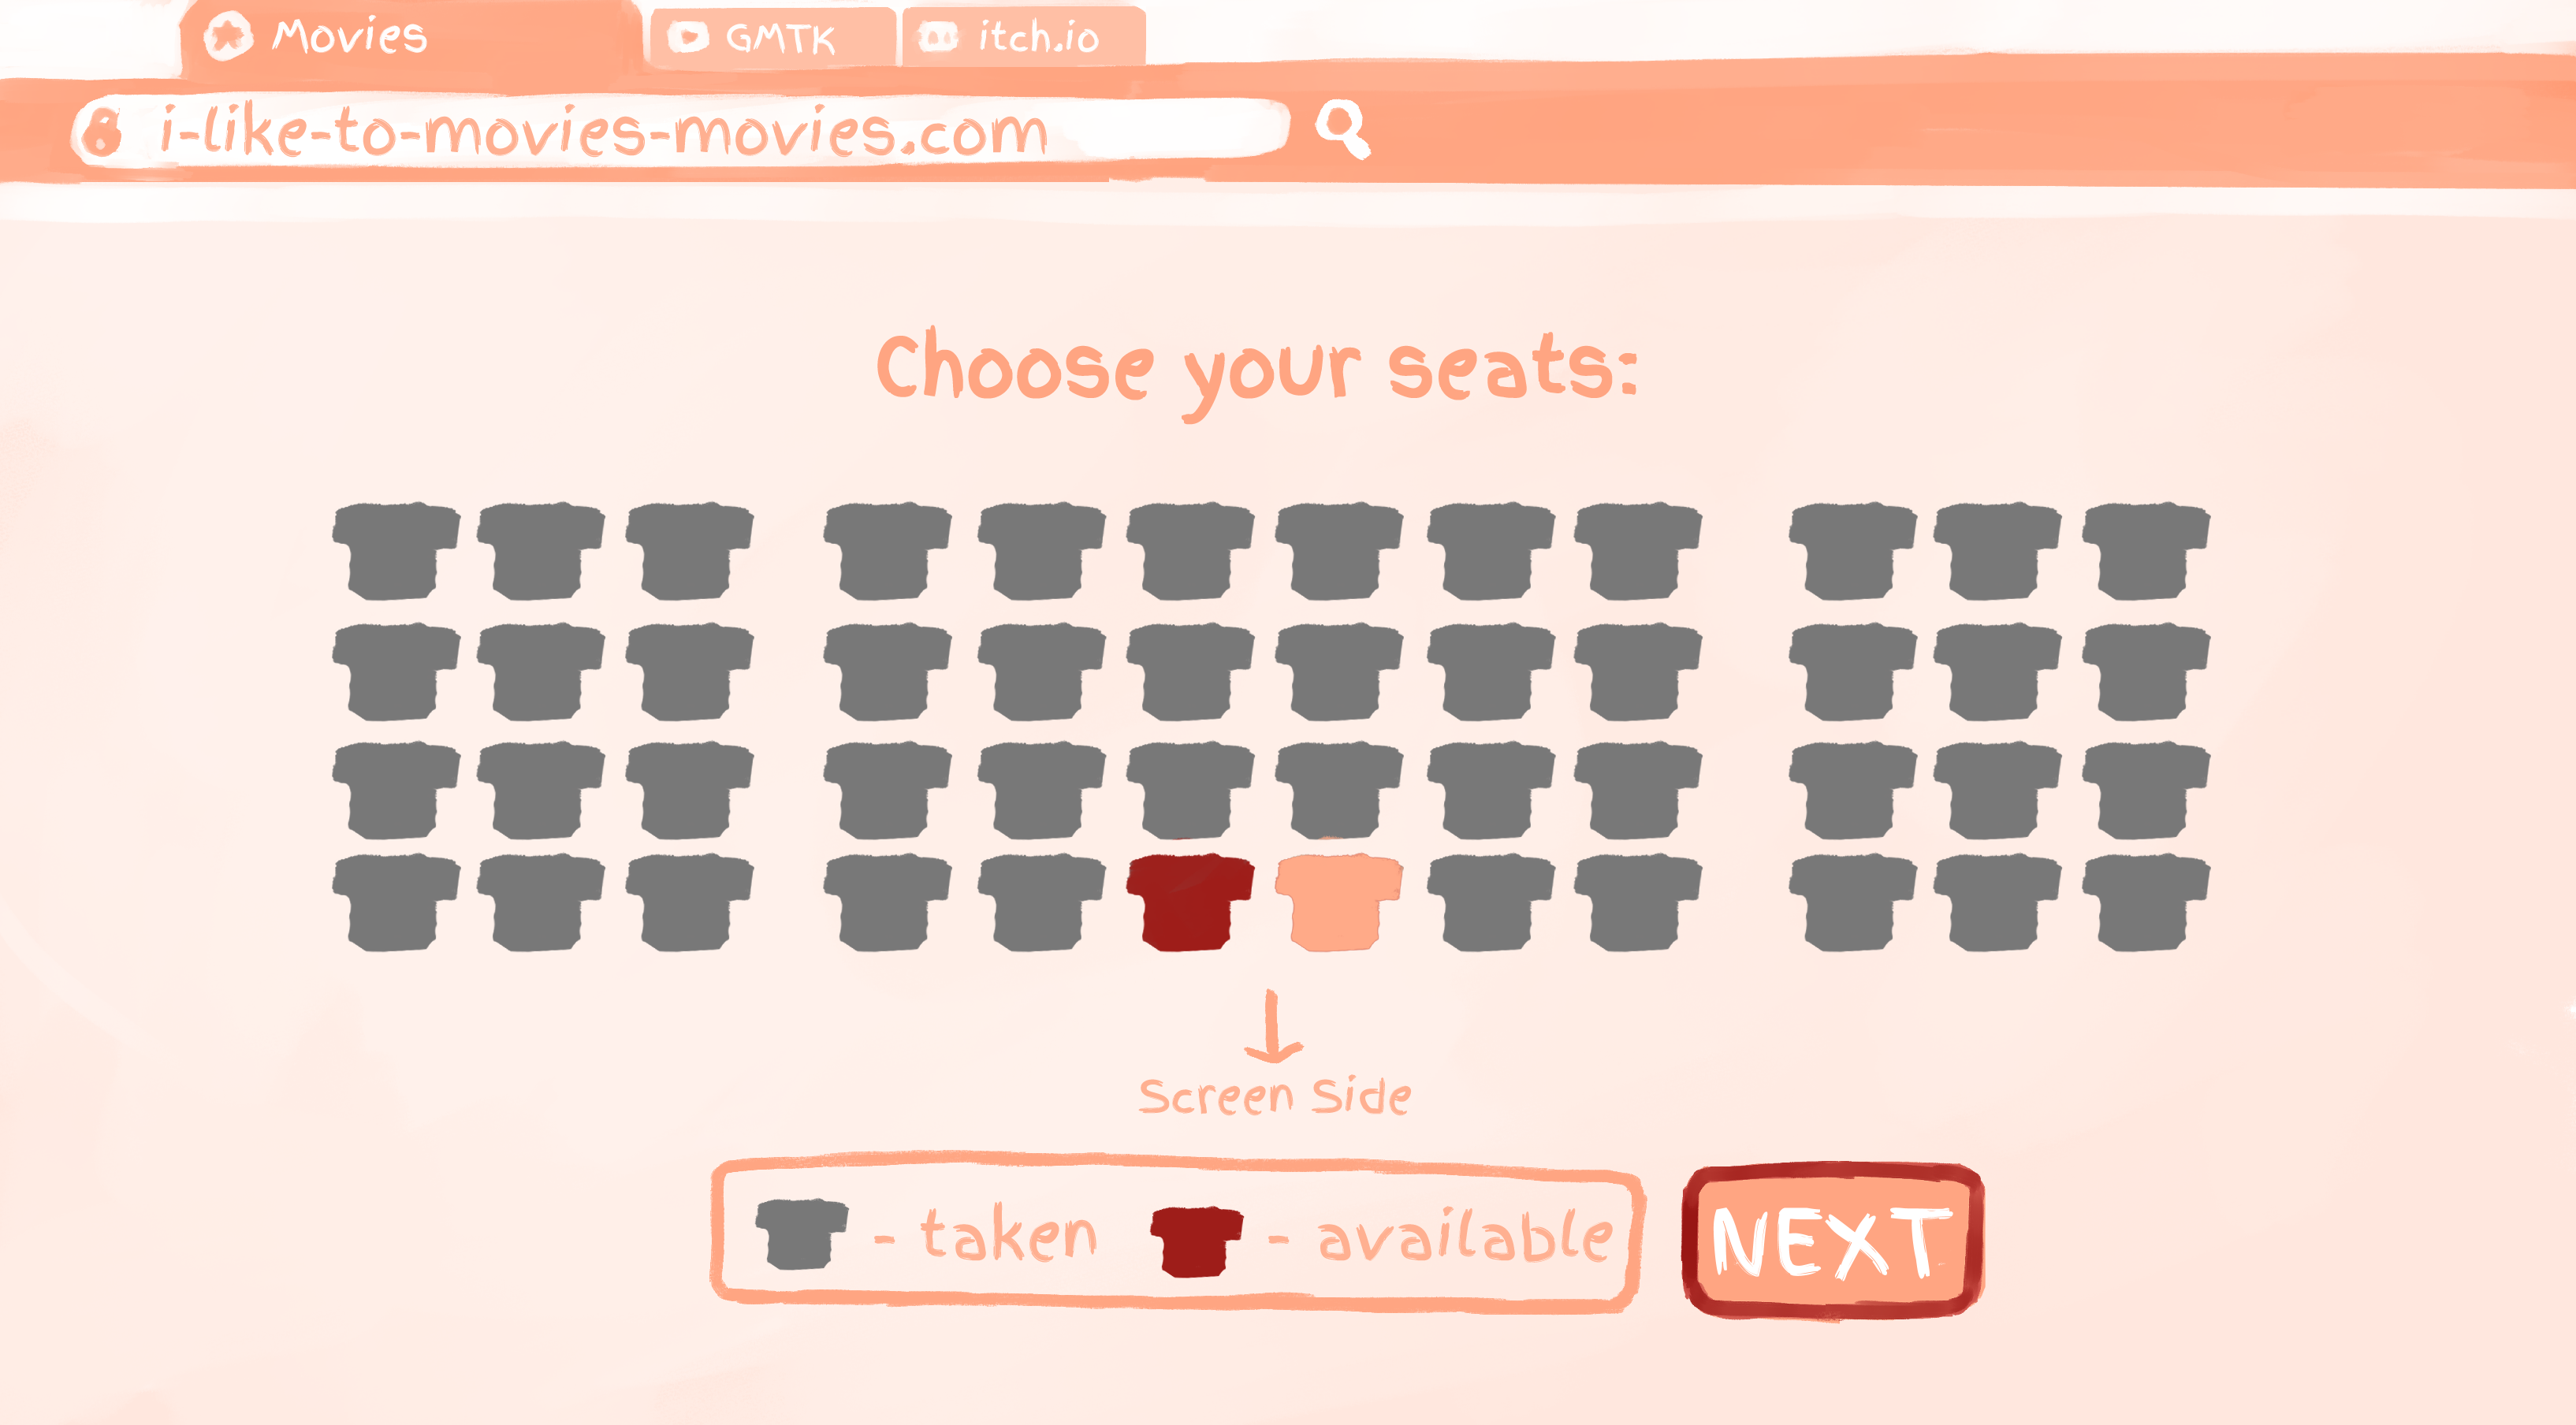 Movies GMTK itch.io
i-like-to-movies-movies.com
Choose your seats:
Screen Side
- taken - available NEXT